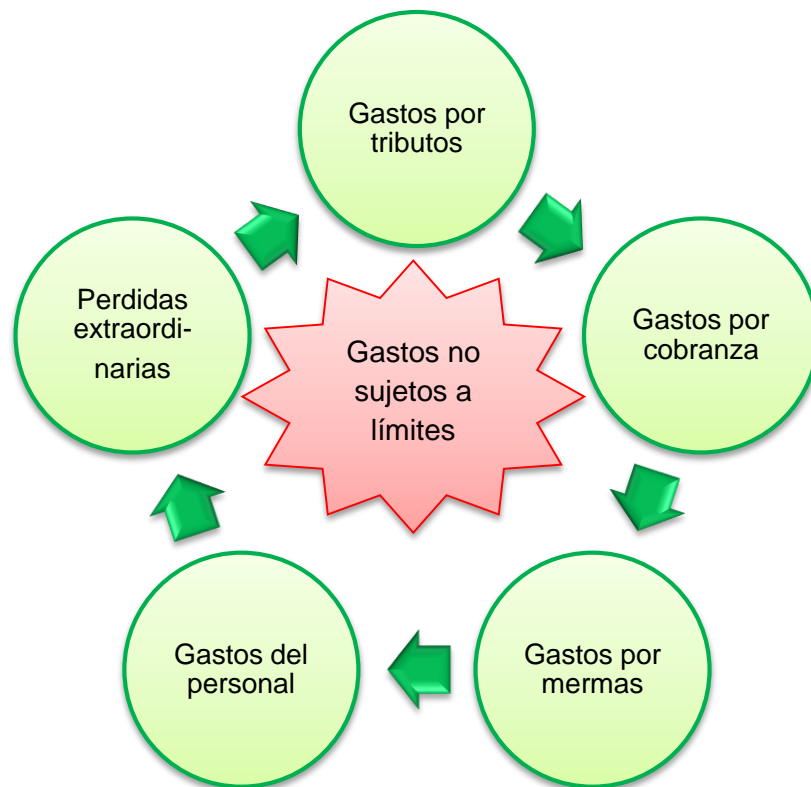 Gastos por
tributos
Gastos por
cobranza
Gastos por
mermas
Gastos del
personal
Perdidas
extraordi-
narias
Gastos no
sujetos a
límites